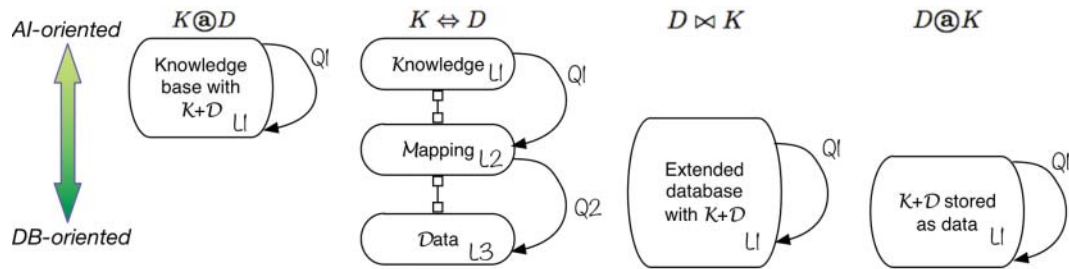 AI-oriented
DB-oriented
K@D
Knowledge
base with
K+D
L1
Q1
K ⇔ D
Knowledge L1
Q1
Mapping L2
Q2
Data L3
D ⋈ K
Extended
database
with K+D
L1
Q1
D@K
K+D stored
as data
L1
Q1